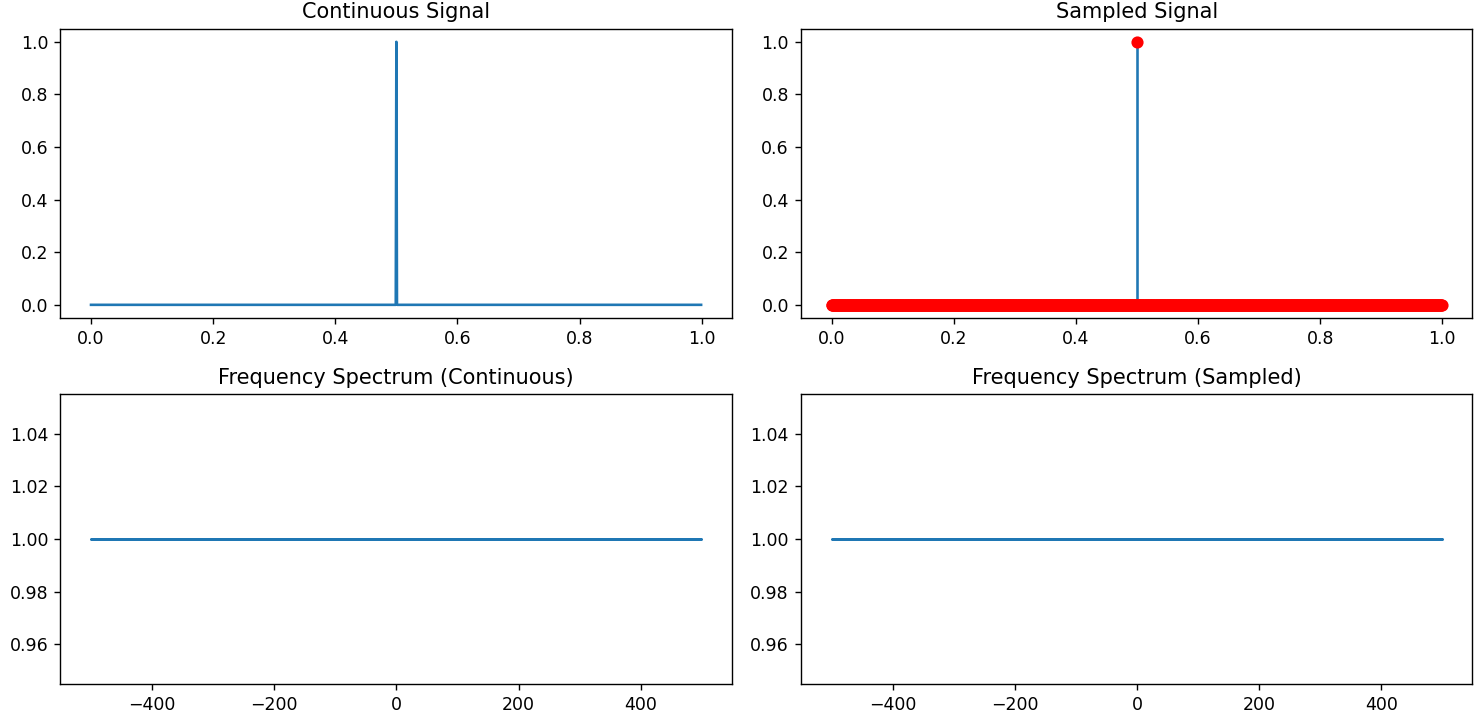 Continuous Signal
1.0
0.8
0.6
0.4
0.2
0.0
0.0 0.2 0.4 0.6 0.8 1.0
Sampled Signal
1.0
0.8
0.6
0.4
0.2
0.0
0.0 0.2 0.4 0.6 0.8 1.0
Frequency Spectrum (Continuous)
1.04
1.02
1.00
0.98
0.96
−400 −200 0 200 400
Frequency Spectrum (Sampled)
1.04
1.02
1.00
0.98
0.96
−400 −200 0 200 400